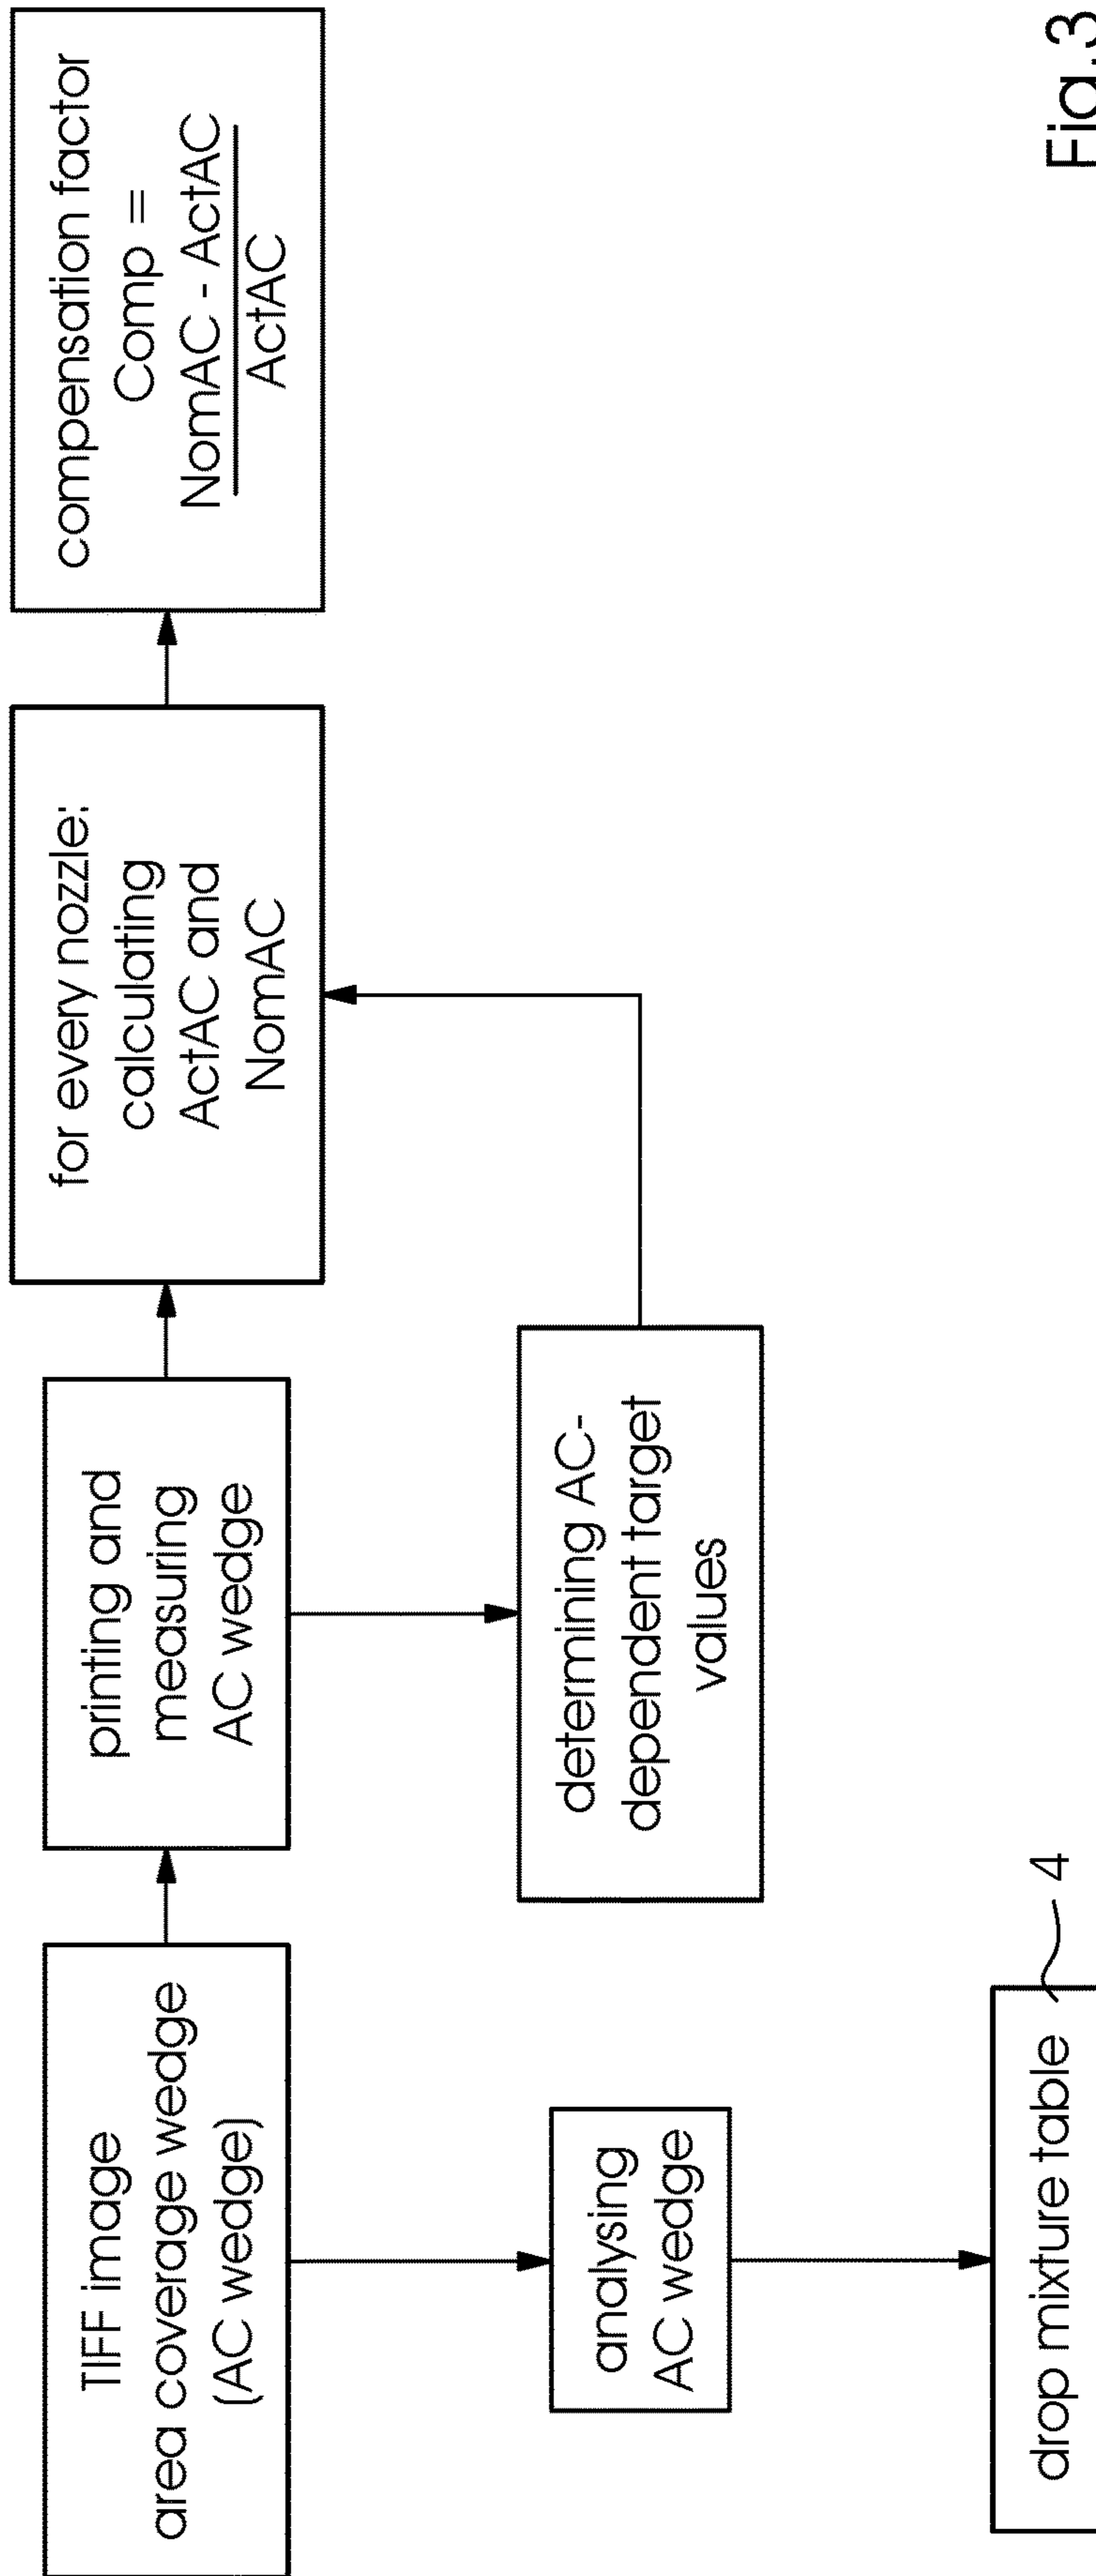 TIFF image
area coverage wedge
(AC wedge)
printing and
measuring
AC wedge
for every nozzle:
calculating
ActAC and
NomAC
compensation factor
Comp =
NomAC - ActAC
ActAC
analysing
AC wedge
determining AC-
dependent target
values
drop mixture table
4
Fig.3